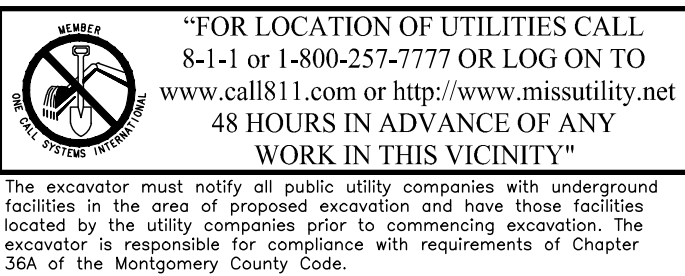 MEMBER
ONE CALL SYSTEMS INTERNATIONAL
“FOR LOCATION OF UTILITIES CALL
8-1-1 or 1-800-257-7777 OR LOG ON TO
www.call811.com or http://www.missutility.net
48 HOURS IN ADVANCE OF ANY
WORK IN THIS VICINITY"
The excavator must notify all public utility companies with underground
facilities in the area of proposed excavation and have those facilities
located by the utility companies prior to commencing excavation. The
excavator is responsible for compliance with requirements of Chapter
36A of the Montgomery County Code.